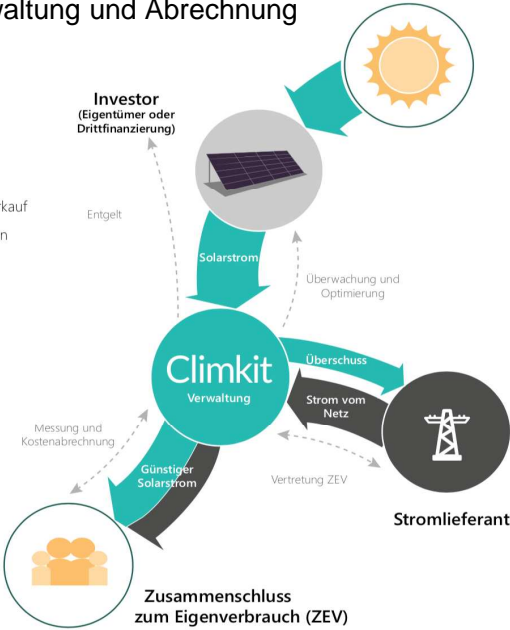 waltung und Abrechnung
Investor
(Eigentümer oder
Drittfinanzierung)
kauf
n
Entgelt
Solarstrom
Überwachung und
Optimierung
Climkit
Verwaltung
Überschuss
Strom vom
Netz
Messung und
Kostenabrechnung
Günstiger
Solarstrom
Vertretung ZEV
Stromlieferant
Zusammenschluss
zum Eigenverbrauch (ZEV)